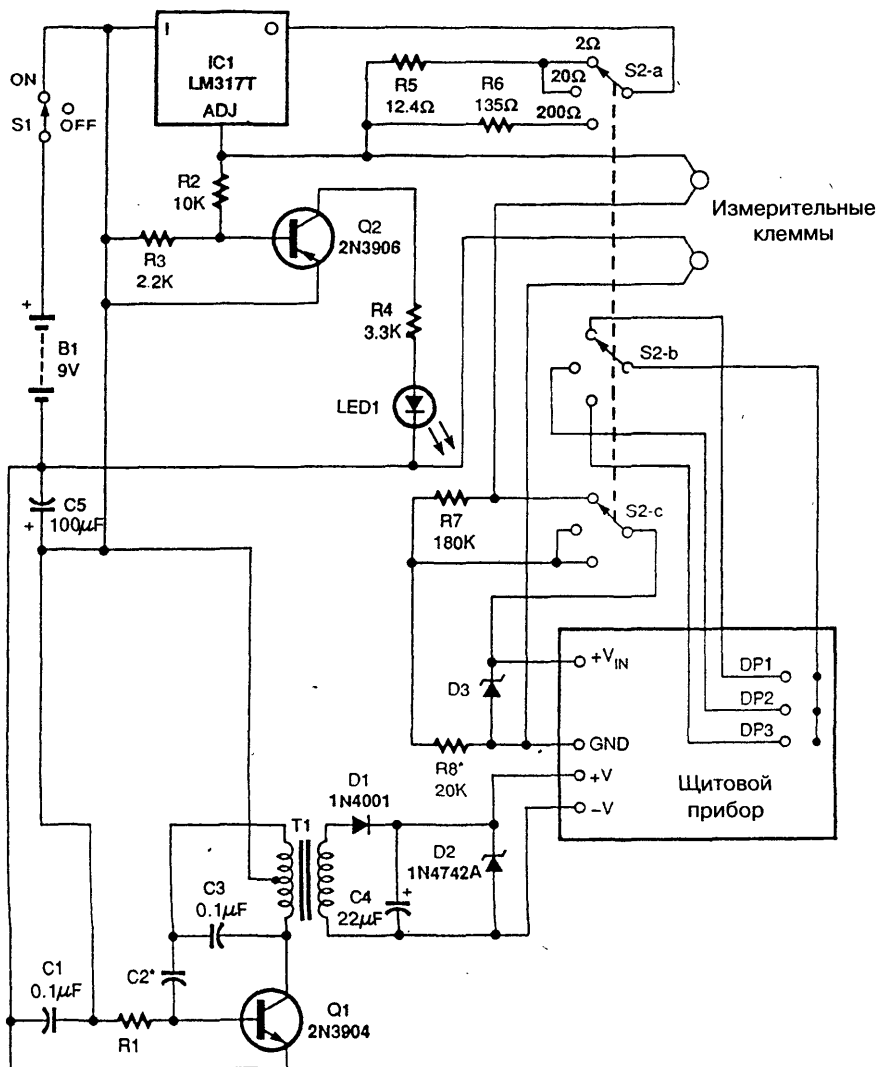 I
O
IC1
LM317T
ADJ
ON
S1
OFF
R5
12.4Ω
R6
135Ω
2Ω
20Ω
200Ω
S2-a
R2
10K
R3
2.2K
Q2
2N3906
Измерительные
клеммы
R4
3.3K
+
B1
9V
LED1
S2-b
C5
100μF
+
R7
180K
S2-c
+VIN
D3
DP1
DP2
DP3
GND
R8*
20K
+V
-V
Щитовой
прибор
D1
1N4001
T1
D2
1N4742A
C3
0.1μF
C4
22μF
+
C2*
C1
0.1μF
R1
Q1
2N3904